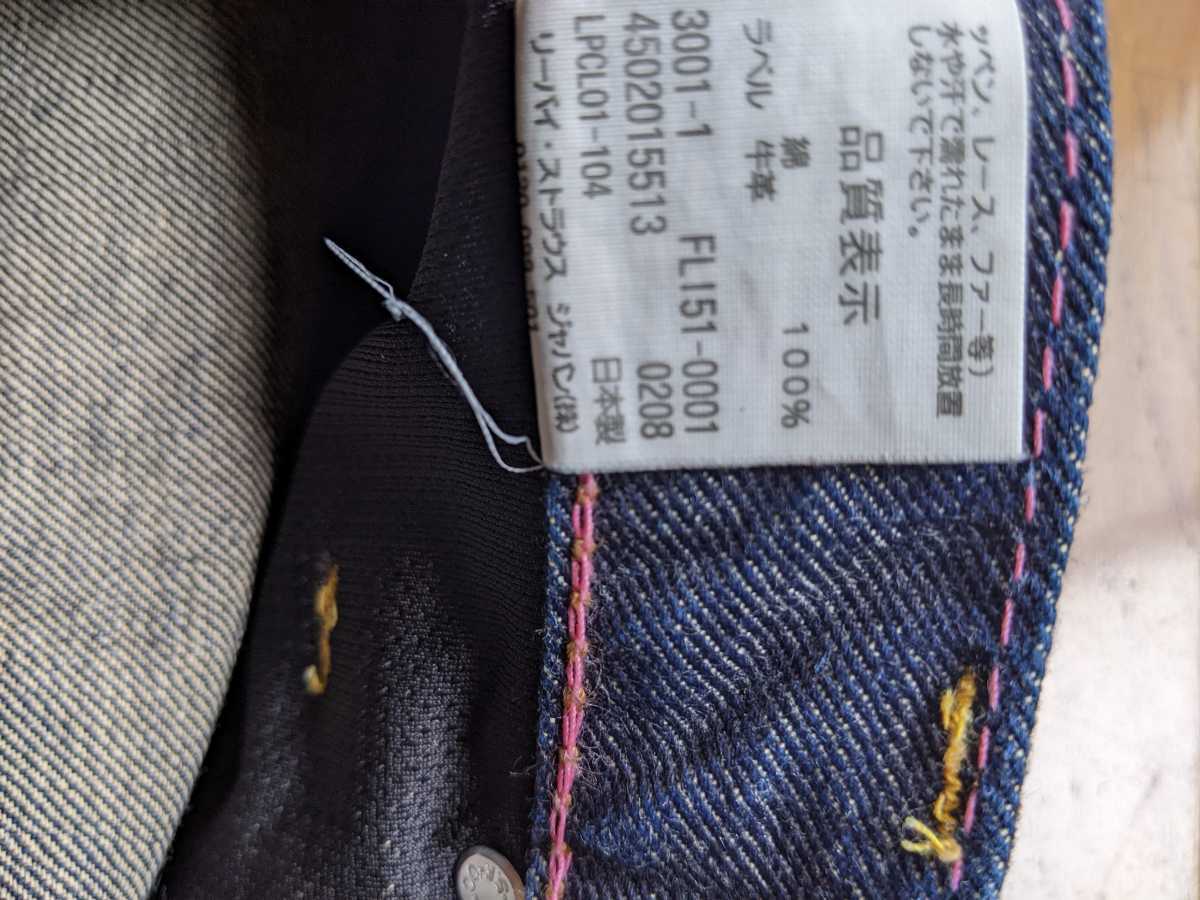 ッペン、レース、ファー等)
水や汗で濡れたまま長時間放置
しないで下さい。
品質表示
綿 100%
ラベル 牛革
3001-1 FLI51-0001
4502015513 0208
LPCL01-104 日本製
リーバイ・ストラウス ジャパン(株)